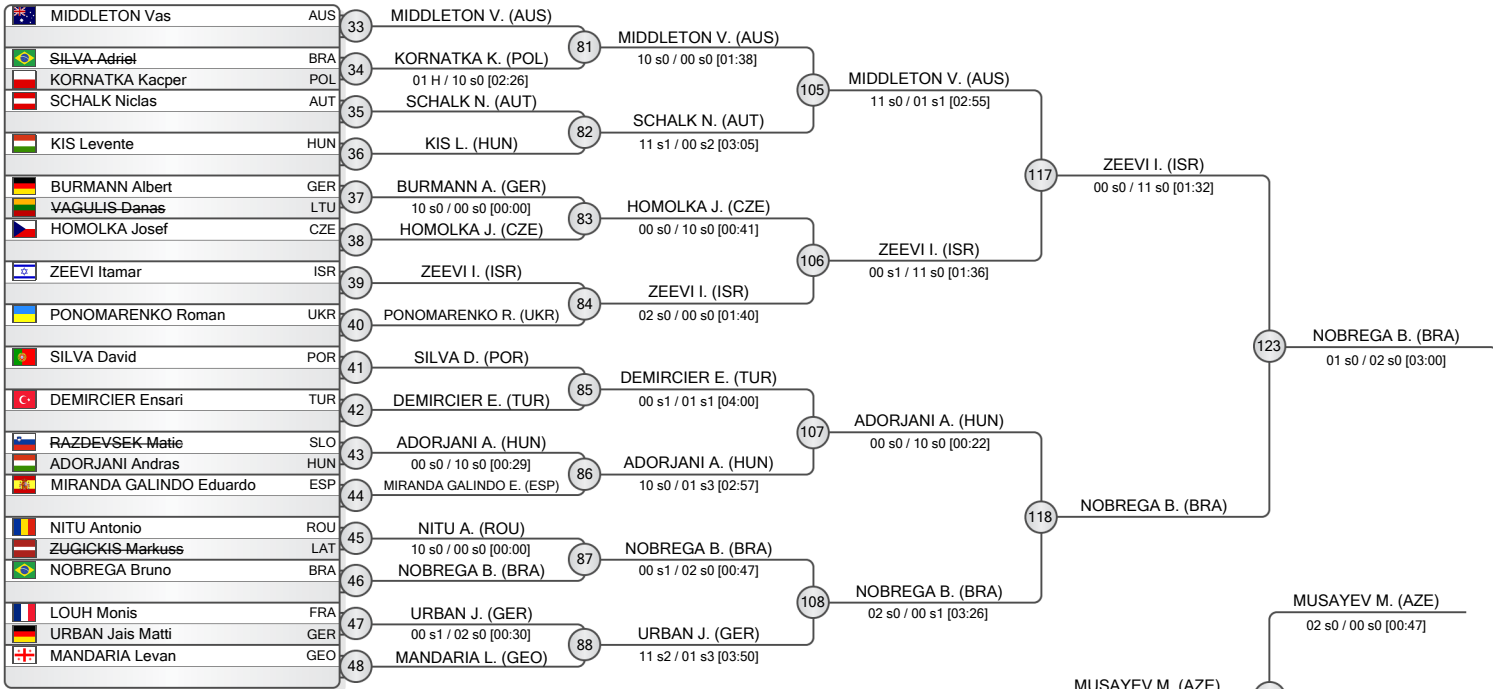 MIDDLETON Vas AUS
SILVA Adriel BRA
KORNATKA Kacper POL
SCHALK Niclas AUT
KIS Levente HUN
BURMANN Albert GER
VAGULIS Danas LTU
HOMOLKA Josef CZE
ZEEVI Itamar ISR
PONOMARENKO Roman UKR
SILVA David POR
DEMIRCIER Ensari TUR
RAZDEVSEK Matic SLO
ADORJANI Andras HUN
MIRANDA GALINDO Eduardo ESP
NITU Antonio ROU
ZUGICKIS Markuss LAT
NOBREGA Bruno BRA
LOUH Monis FRA
URBAN Jais Matti GER
MANDARIA Levan GEO
33
34
35
36
37
38
39
40
41
42
43
44
45
46
47
48
MIDDLETON V. (AUS)
KORNATKA K. (POL)
01 H / 10 s0 [02:26]
SCHALK N. (AUT)
KIS L. (HUN)
BURMANN A. (GER)
10 s0 / 00 s0 [00:00]
HOMOLKA J. (CZE)
ZEEVI I. (ISR)
PONOMARENKO R. (UKR)
SILVA D. (POR)
DEMIRCIER E. (TUR)
ADORJANI A. (HUN)
00 s0 / 10 s0 [00:29]
MIRANDA GALINDO E. (ESP)
NITU A. (ROU)
10 s0 / 00 s0 [00:00]
NOBREGA B. (BRA)
URBAN J. (GER)
00 s1 / 02 s0 [00:30]
MANDARIA L. (GEO)
81
82
83
84
85
86
87
88
MIDDLETON V. (AUS)
10 s0 / 00 s0 [01:38]
SCHALK N. (AUT)
11 s1 / 00 s2 [03:05]
HOMOLKA J. (CZE)
00 s0 / 10 s0 [00:41]
ZEEVI I. (ISR)
02 s0 / 00 s0 [01:40]
DEMIRCIER E. (TUR)
00 s1 / 01 s1 [04:00]
ADORJANI A. (HUN)
10 s0 / 01 s3 [02:57]
NOBREGA B. (BRA)
00 s1 / 02 s0 [00:47]
URBAN J. (GER)
11 s2 / 01 s3 [03:50]
105
106
107
108
MIDDLETON V. (AUS)
11 s0 / 01 s1 [02:55]
ZEEVI I. (ISR)
00 s1 / 11 s0 [01:36]
ADORJANI A. (HUN)
00 s0 / 10 s0 [00:22]
NOBREGA B. (BRA)
02 s0 / 00 s1 [03:26]
117
118
ZEEVI I. (ISR)
00 s0 / 11 s0 [01:32]
NOBREGA B. (BRA)
123
NOBREGA B. (BRA)
01 s0 / 02 s0 [03:00]
MUSAYEV M. (AZE)
02 s0 / 00 s0 [00:47]
MUSAYEV M. (AZE)